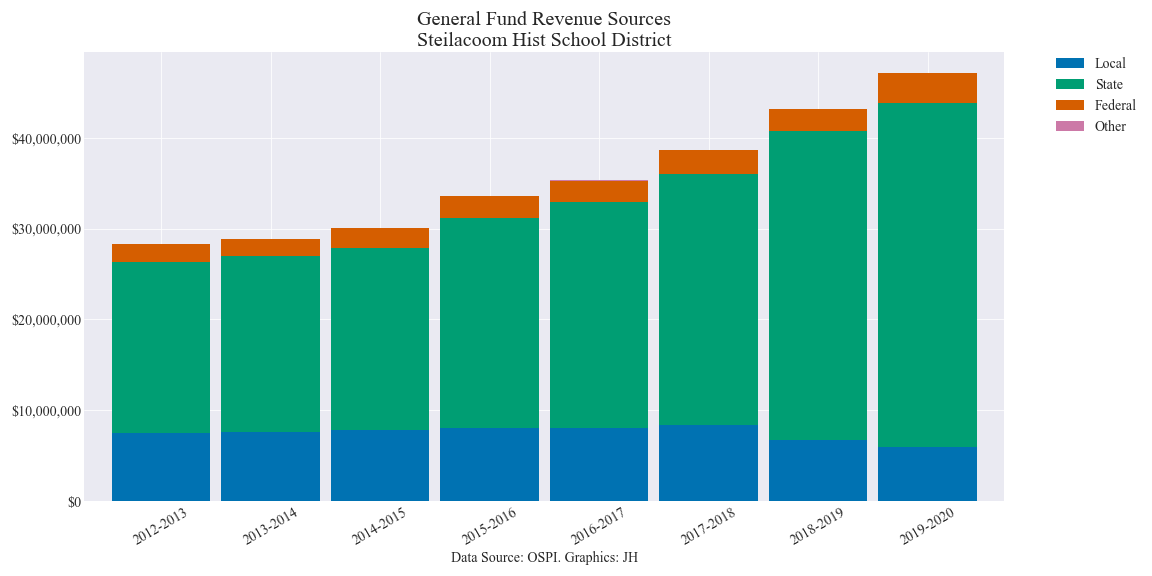 General Fund Revenue Sources
Steilacoom Hist School District
Local
State
Federal
Other
$40,000,000
$30,000,000
$20,000,000
$10,000,000
$0
2012-2013
2013-2014
2014-2015
2015-2016
2016-2017
2017-2018
2018-2019
2019-2020
Data Source: OSPI. Graphics: JH